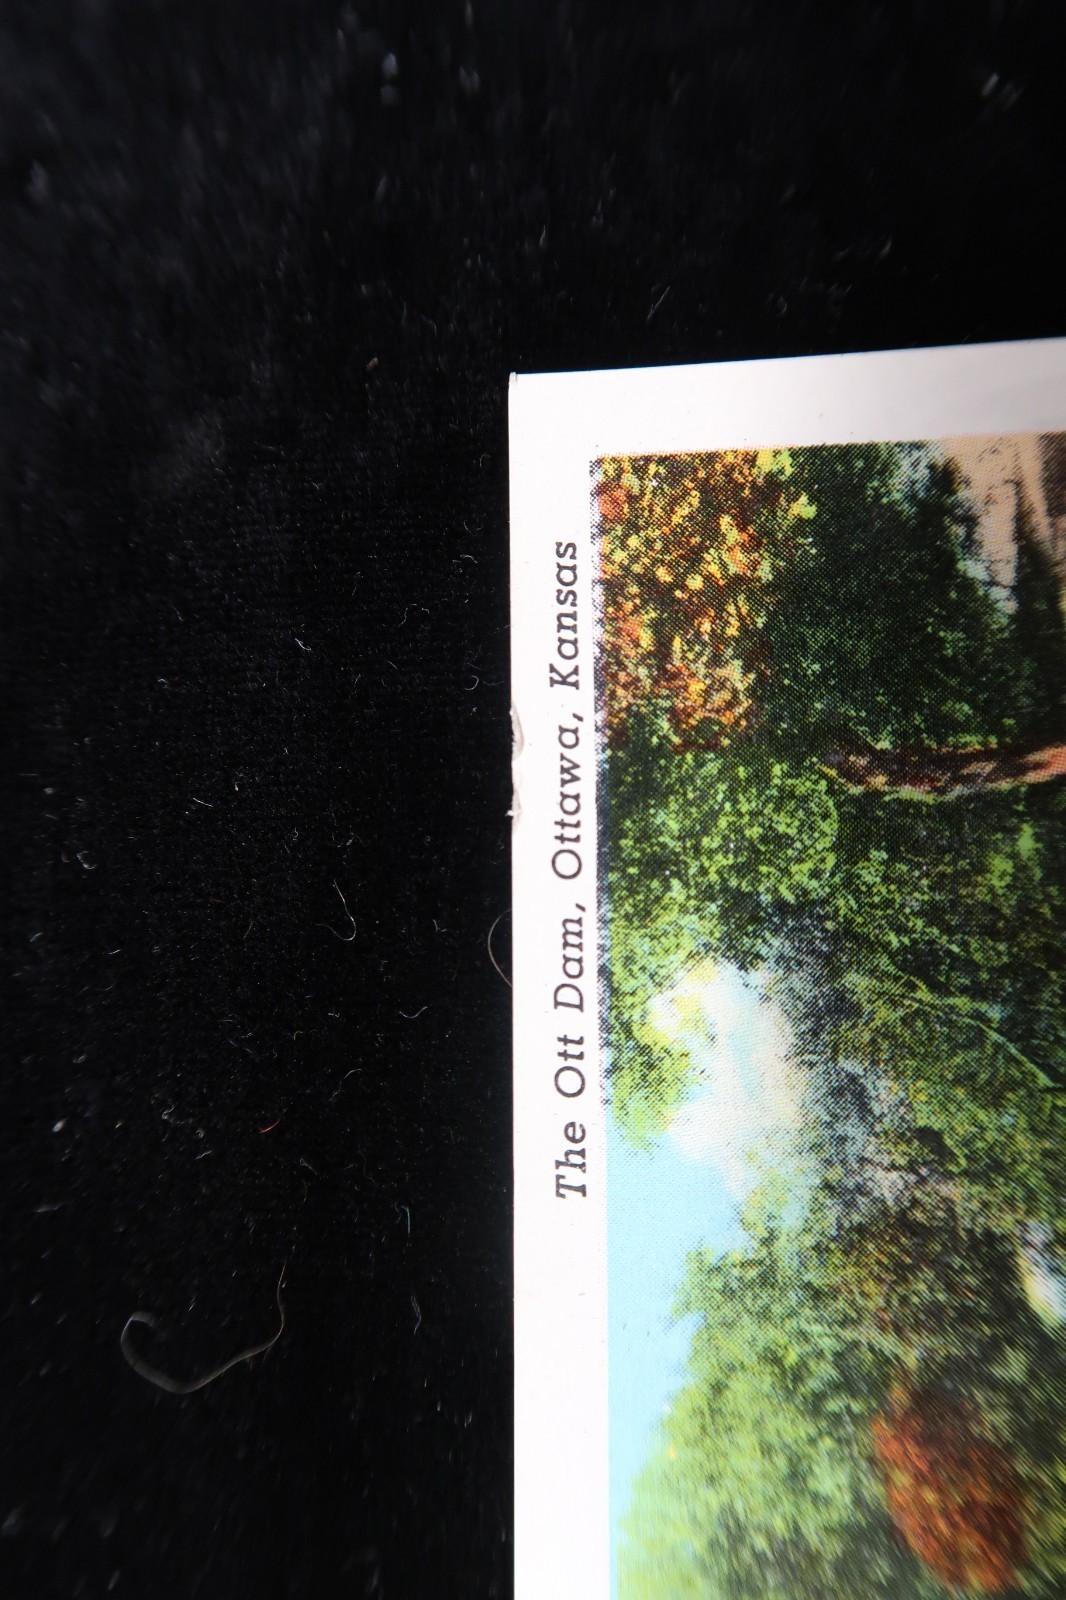 The Ott Dam, Ottawa, Kansas